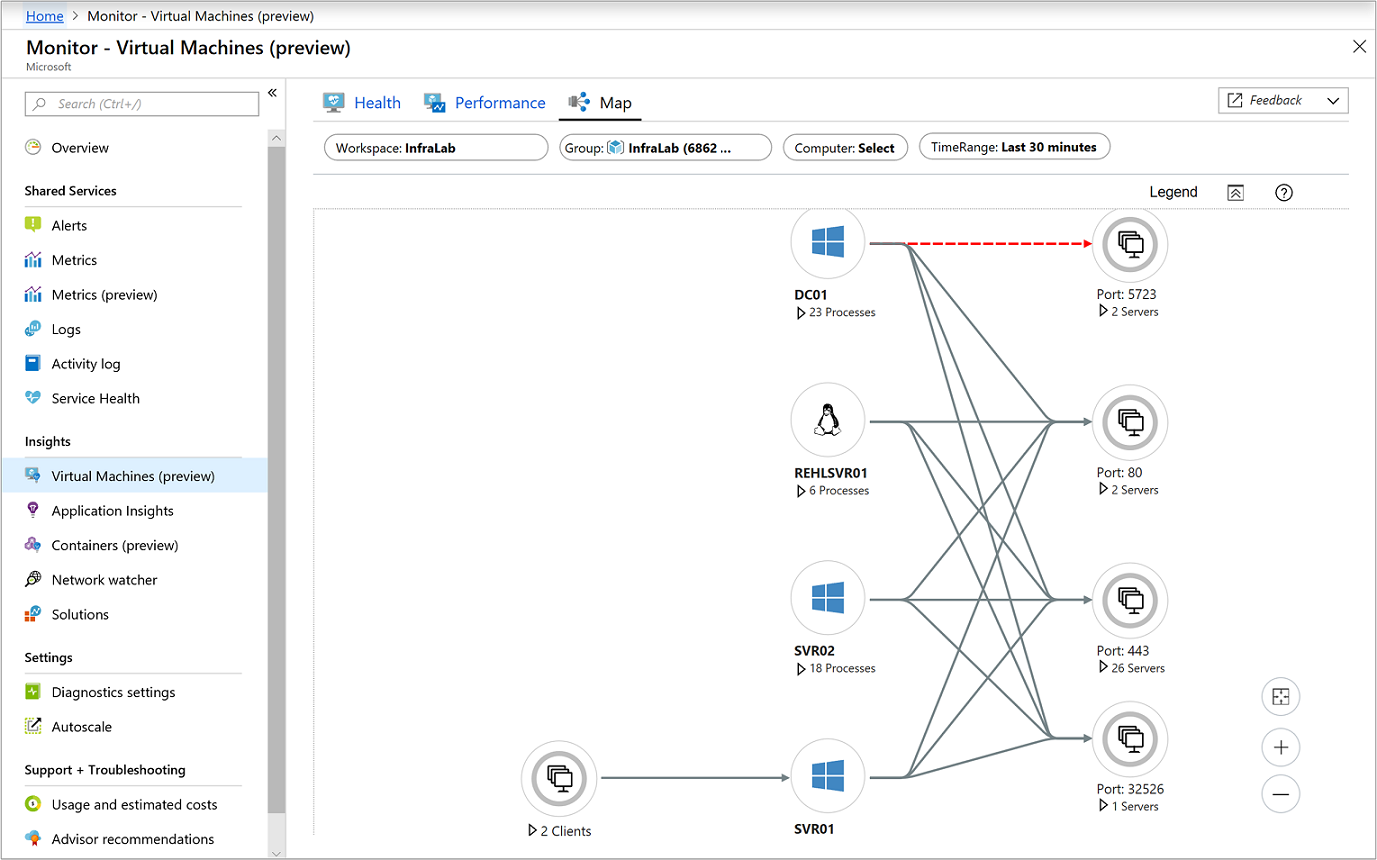 Home > Monitor - Virtual Machines (preview)
Monitor - Virtual Machines (preview)
Microsoft
Search (Ctrl+/)
Overview
Shared Services
Alerts
Metrics
Metrics (preview)
Logs
Activity log
Service Health
Insights
Virtual Machines (preview)
Application Insights
Containers (preview)
Network watcher
Solutions
Settings
Diagnostics settings
Autoscale
Support + Troubleshooting
Usage and estimated costs
Advisor recommendations
Health Performance Map
Feedback
Workspace: InfraLab Group: InfraLab (6862 ... Computer: Select TimeRange: Last 30 minutes
Legend
DC01
23 Processes
Port: 5723
2 Servers
REHLSVR01
6 Processes
Port: 80
2 Servers
SVR02
18 Processes
Port: 443
26 Servers
2 Clients
SVR01
Port: 32526
1 Servers